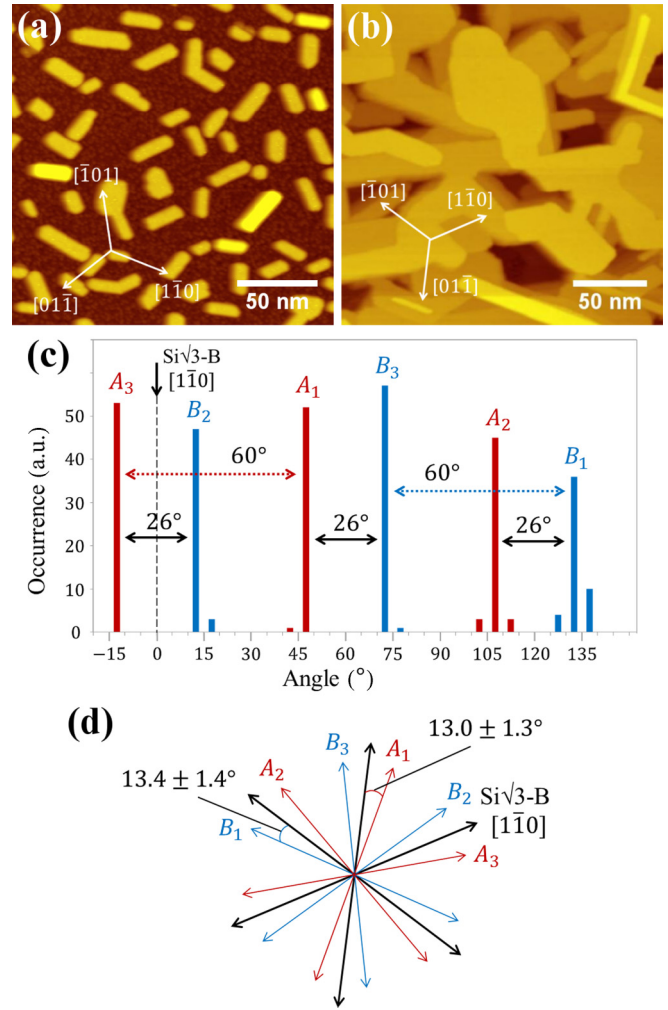 (a)
[1̅01]
[011̅]
[11̅0]
50 nm
(b)
[1̅01]
[11̅0]
[011̅]
50 nm
(c)
Si√3-B
[11̅0]
A₃
B₂
A₁
B₃
A₂
B₁
60°
60°
26°
26°
26°
Occurrence (a.u.)
50
40
30
20
10
0
−15 0 15 30 45 60 75 90 105 120 135
Angle (°)
(d)
13.0 ± 1.3°
13.4 ± 1.4°
B₃
A₁
A₂
B₂
Si√3-B
[11̅0]
B₁
A₃